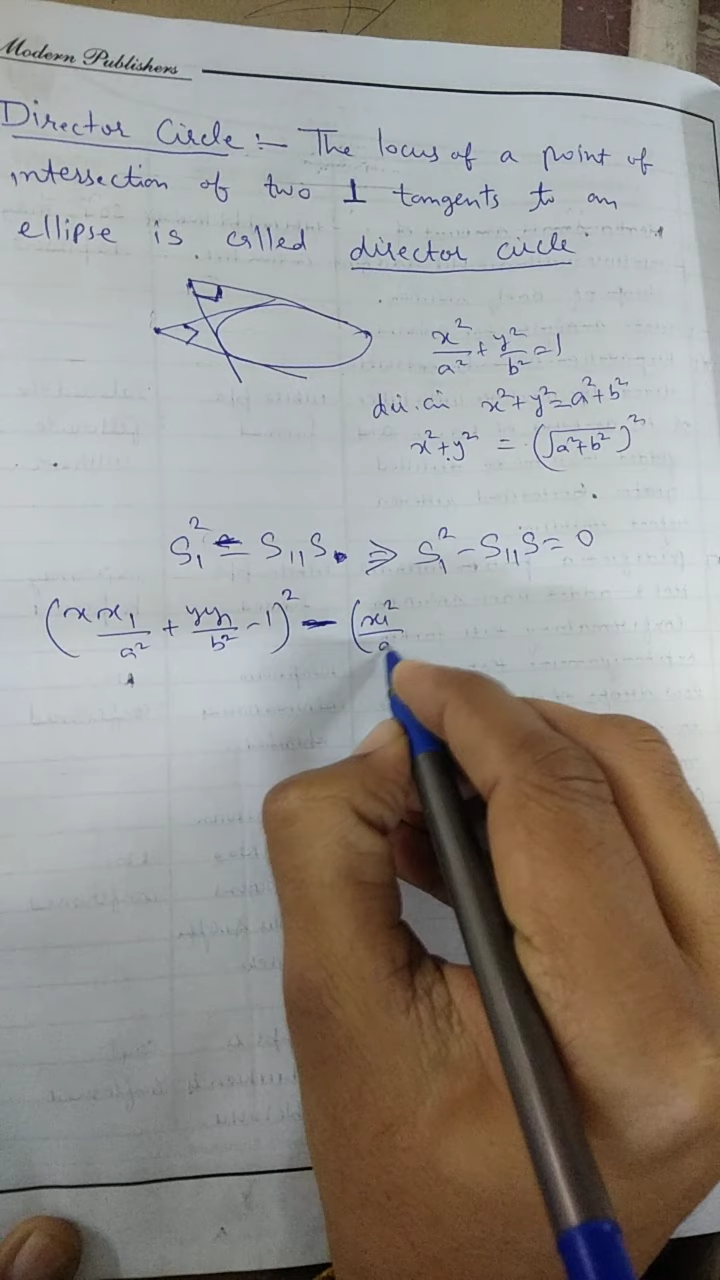 Modern Publishers
Director Circle :- The locus of a point of
intersection of two ⊥ tangents to an
ellipse is called director circle.
x²/a² + y²/b² = 1
x² + y² = a² + b²
x² + y² = (√a²+b²)²
S₁² = S₁₁S. ⇒ S₁² - S₁₁S = 0
(xx₁/a² + yy₁/b² - 1)² - (x₁²/a